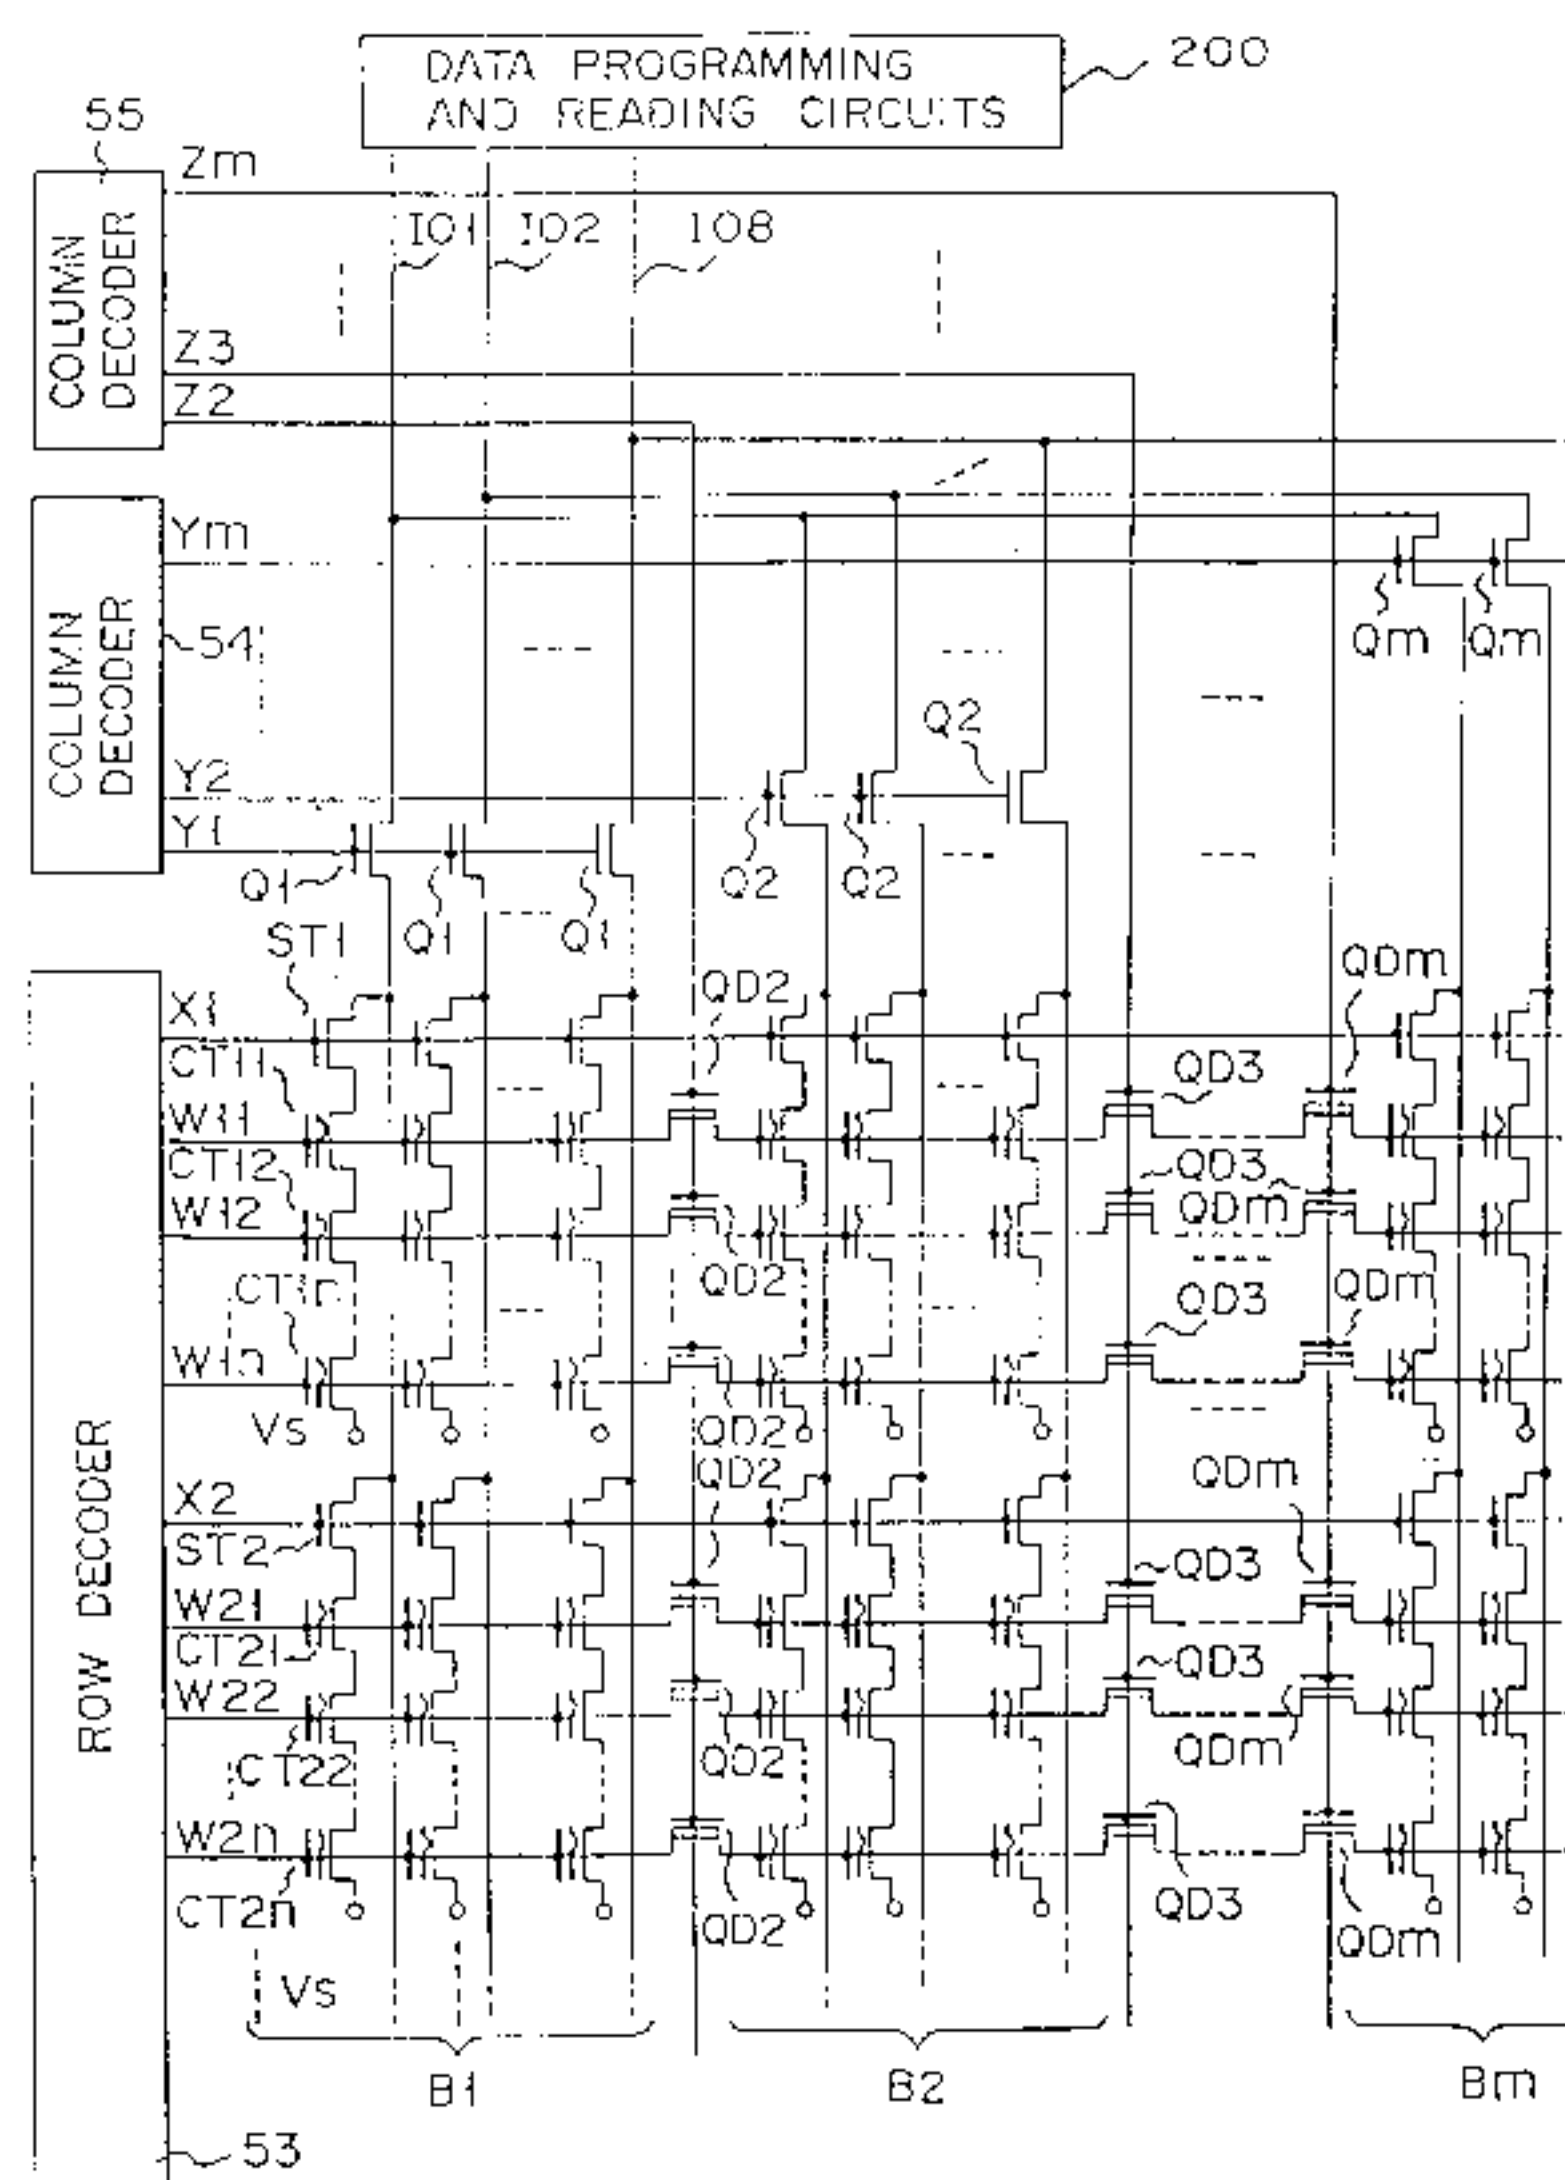 DATA PROGRAMMING
AND READING CIRCUITS
200
55
Zm
COLUMN
DECODER
IO1
IO2
108
Z3
Z2
COLUMN
DECODER
Ym
54
Qm
Qm
Q2
Y2
Y1
Q1
Q1
Q1
Q2
Q2
ST1
X1
QD2
QDm
CT11
W11
QD3
CT12
W12
QD2
QD3
QDm
CT1n
QD3
QDm
W1n
Vs
QD2
ROW DECODER
X2
QD2
QDm
ST2
W21
QD3
CT21
W22
QD3
CT22
QD2
QDm
W2n
CT2n
QD2
QD3
QDm
Vs
B1
B2
Bm
53